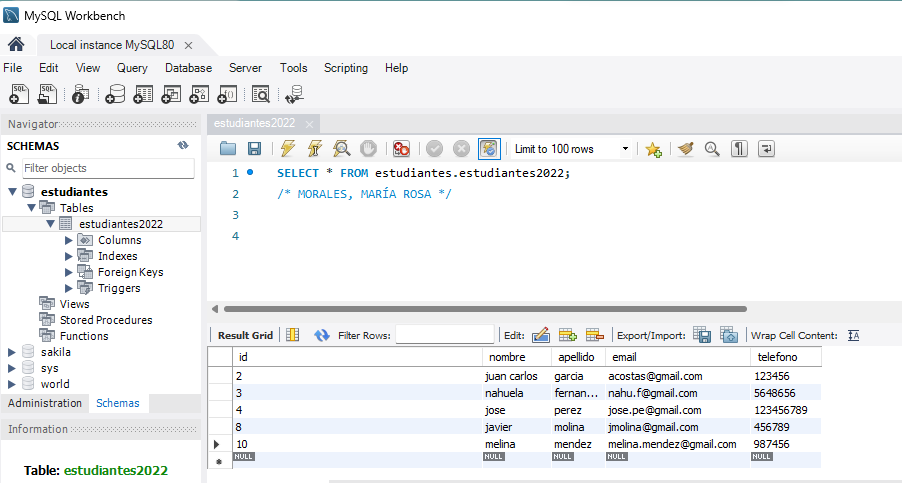 MySQL Workbench
Local instance MySQL80
File Edit View Query Database Server Tools Scripting Help
Navigator
SCHEMAS
Filter objects
estudiantes
Tables
estudiantes2022
Columns
Indexes
Foreign Keys
Triggers
Views
Stored Procedures
Functions
sakila
sys
world
Administration Schemas
Information
Table: estudiantes2022
estudiantes2022
Limit to 100 rows
1 SELECT * FROM estudiantes.estudiantes2022;
2 /* MORALES, MARÍA ROSA */
3
4
Result Grid Filter Rows: Edit: Export/Import: Wrap Cell Content:
id nombre apellido email telefono
2 juan carlos garcia acostas@gmail.com 123456
3 nahuela fernan... nahu.f@gmail.com 5648656
4 jose perez jose.pe@gmail.com 123456789
8 javier molina jmolina@gmail.com 456789
10 melina mendez melina.mendez@gmail.com 987456
NULL NULL NULL NULL NULL